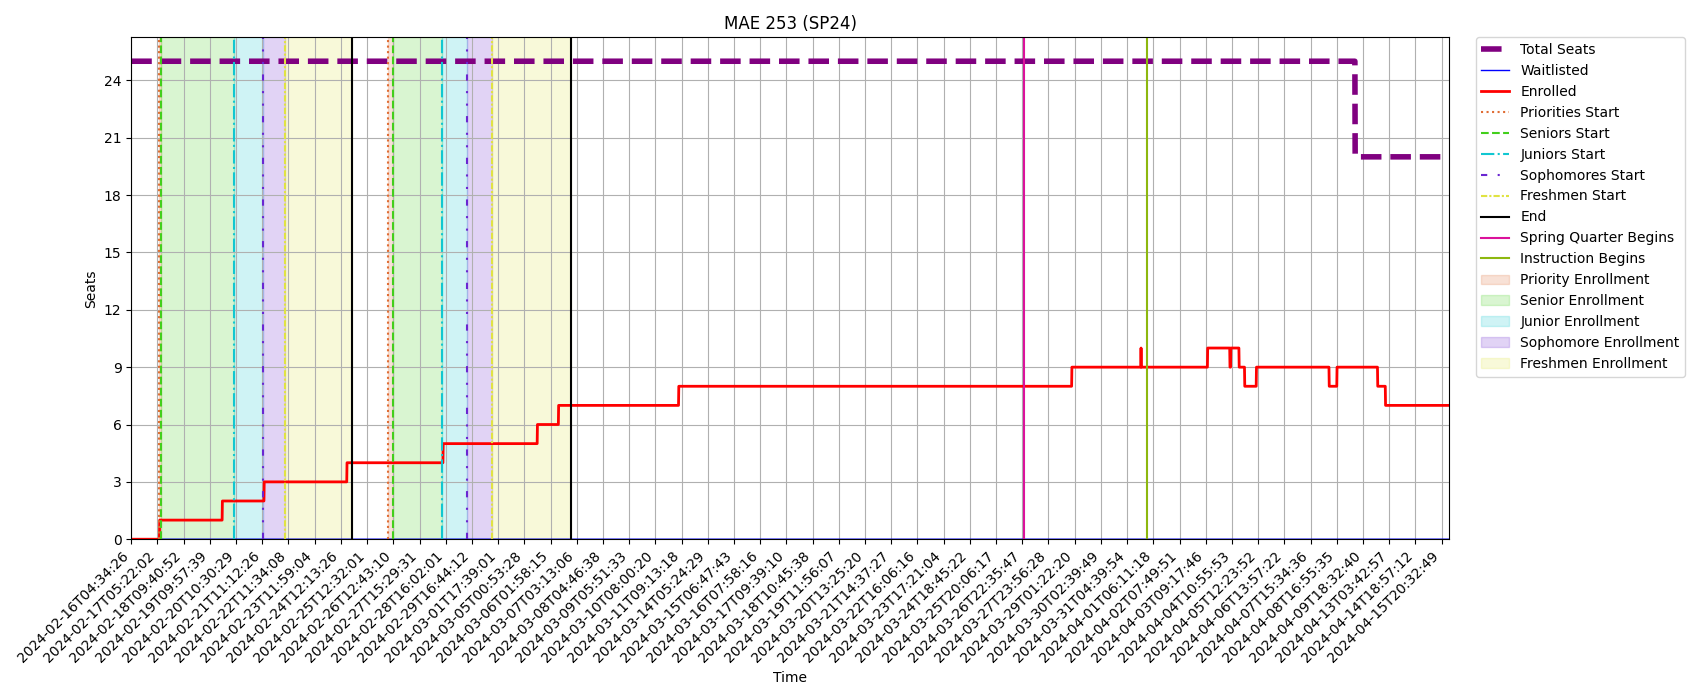 MAE 253 (SP24)
Seats
24
21
18
15
12
9
6
3
0
2024-02-16T04:34:26
2024-02-17T05:22:02
2024-02-18T09:40:52
2024-02-19T09:57:39
2024-02-20T10:30:29
2024-02-21T11:12:26
2024-02-22T11:34:08
2024-02-23T11:59:04
2024-02-24T12:13:26
2024-02-25T12:32:01
2024-02-26T12:43:10
2024-02-27T15:29:31
2024-02-28T16:02:01
2024-02-29T16:44:12
2024-03-01T17:39:01
2024-03-05T00:53:28
2024-03-06T01:58:15
2024-03-07T03:13:06
2024-03-08T04:46:38
2024-03-09T05:51:33
2024-03-10T08:00:20
2024-03-11T09:13:18
2024-03-14T05:24:29
2024-03-15T06:47:43
2024-03-16T07:58:16
2024-03-17T09:39:10
2024-03-18T10:45:38
2024-03-19T11:56:07
2024-03-20T13:25:20
2024-03-21T14:37:27
2024-03-22T16:06:16
2024-03-23T17:21:04
2024-03-24T18:45:22
2024-03-25T20:06:17
2024-03-26T22:35:47
2024-03-27T23:56:28
2024-03-29T01:22:20
2024-03-30T02:39:49
2024-03-31T04:39:54
2024-04-01T06:11:18
2024-04-02T07:49:51
2024-04-03T09:17:46
2024-04-04T10:55:53
2024-04-05T12:23:52
2024-04-06T13:57:22
2024-04-07T15:34:36
2024-04-08T16:55:35
2024-04-09T18:32:40
2024-04-13T03:42:57
2024-04-14T18:57:12
2024-04-15T20:32:49
Time
Total Seats
Waitlisted
Enrolled
Priorities Start
Seniors Start
Juniors Start
Sophomores Start
Freshmen Start
End
Spring Quarter Begins
Instruction Begins
Priority Enrollment
Senior Enrollment
Junior Enrollment
Sophomore Enrollment
Freshmen Enrollment